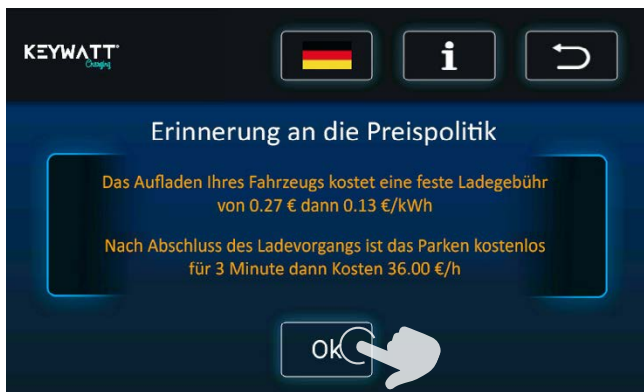 KEYWATT
Charging
i
Erinnerung an die Preispolitik
Das Aufladen Ihres Fahrzeugs kostet eine feste Ladegebühr
von 0.27 € dann 0.13 €/kWh
Nach Abschluss des Ladevorgangs ist das Parken kostenlos
für 3 Minute dann Kosten 36.00 €/h
Ok